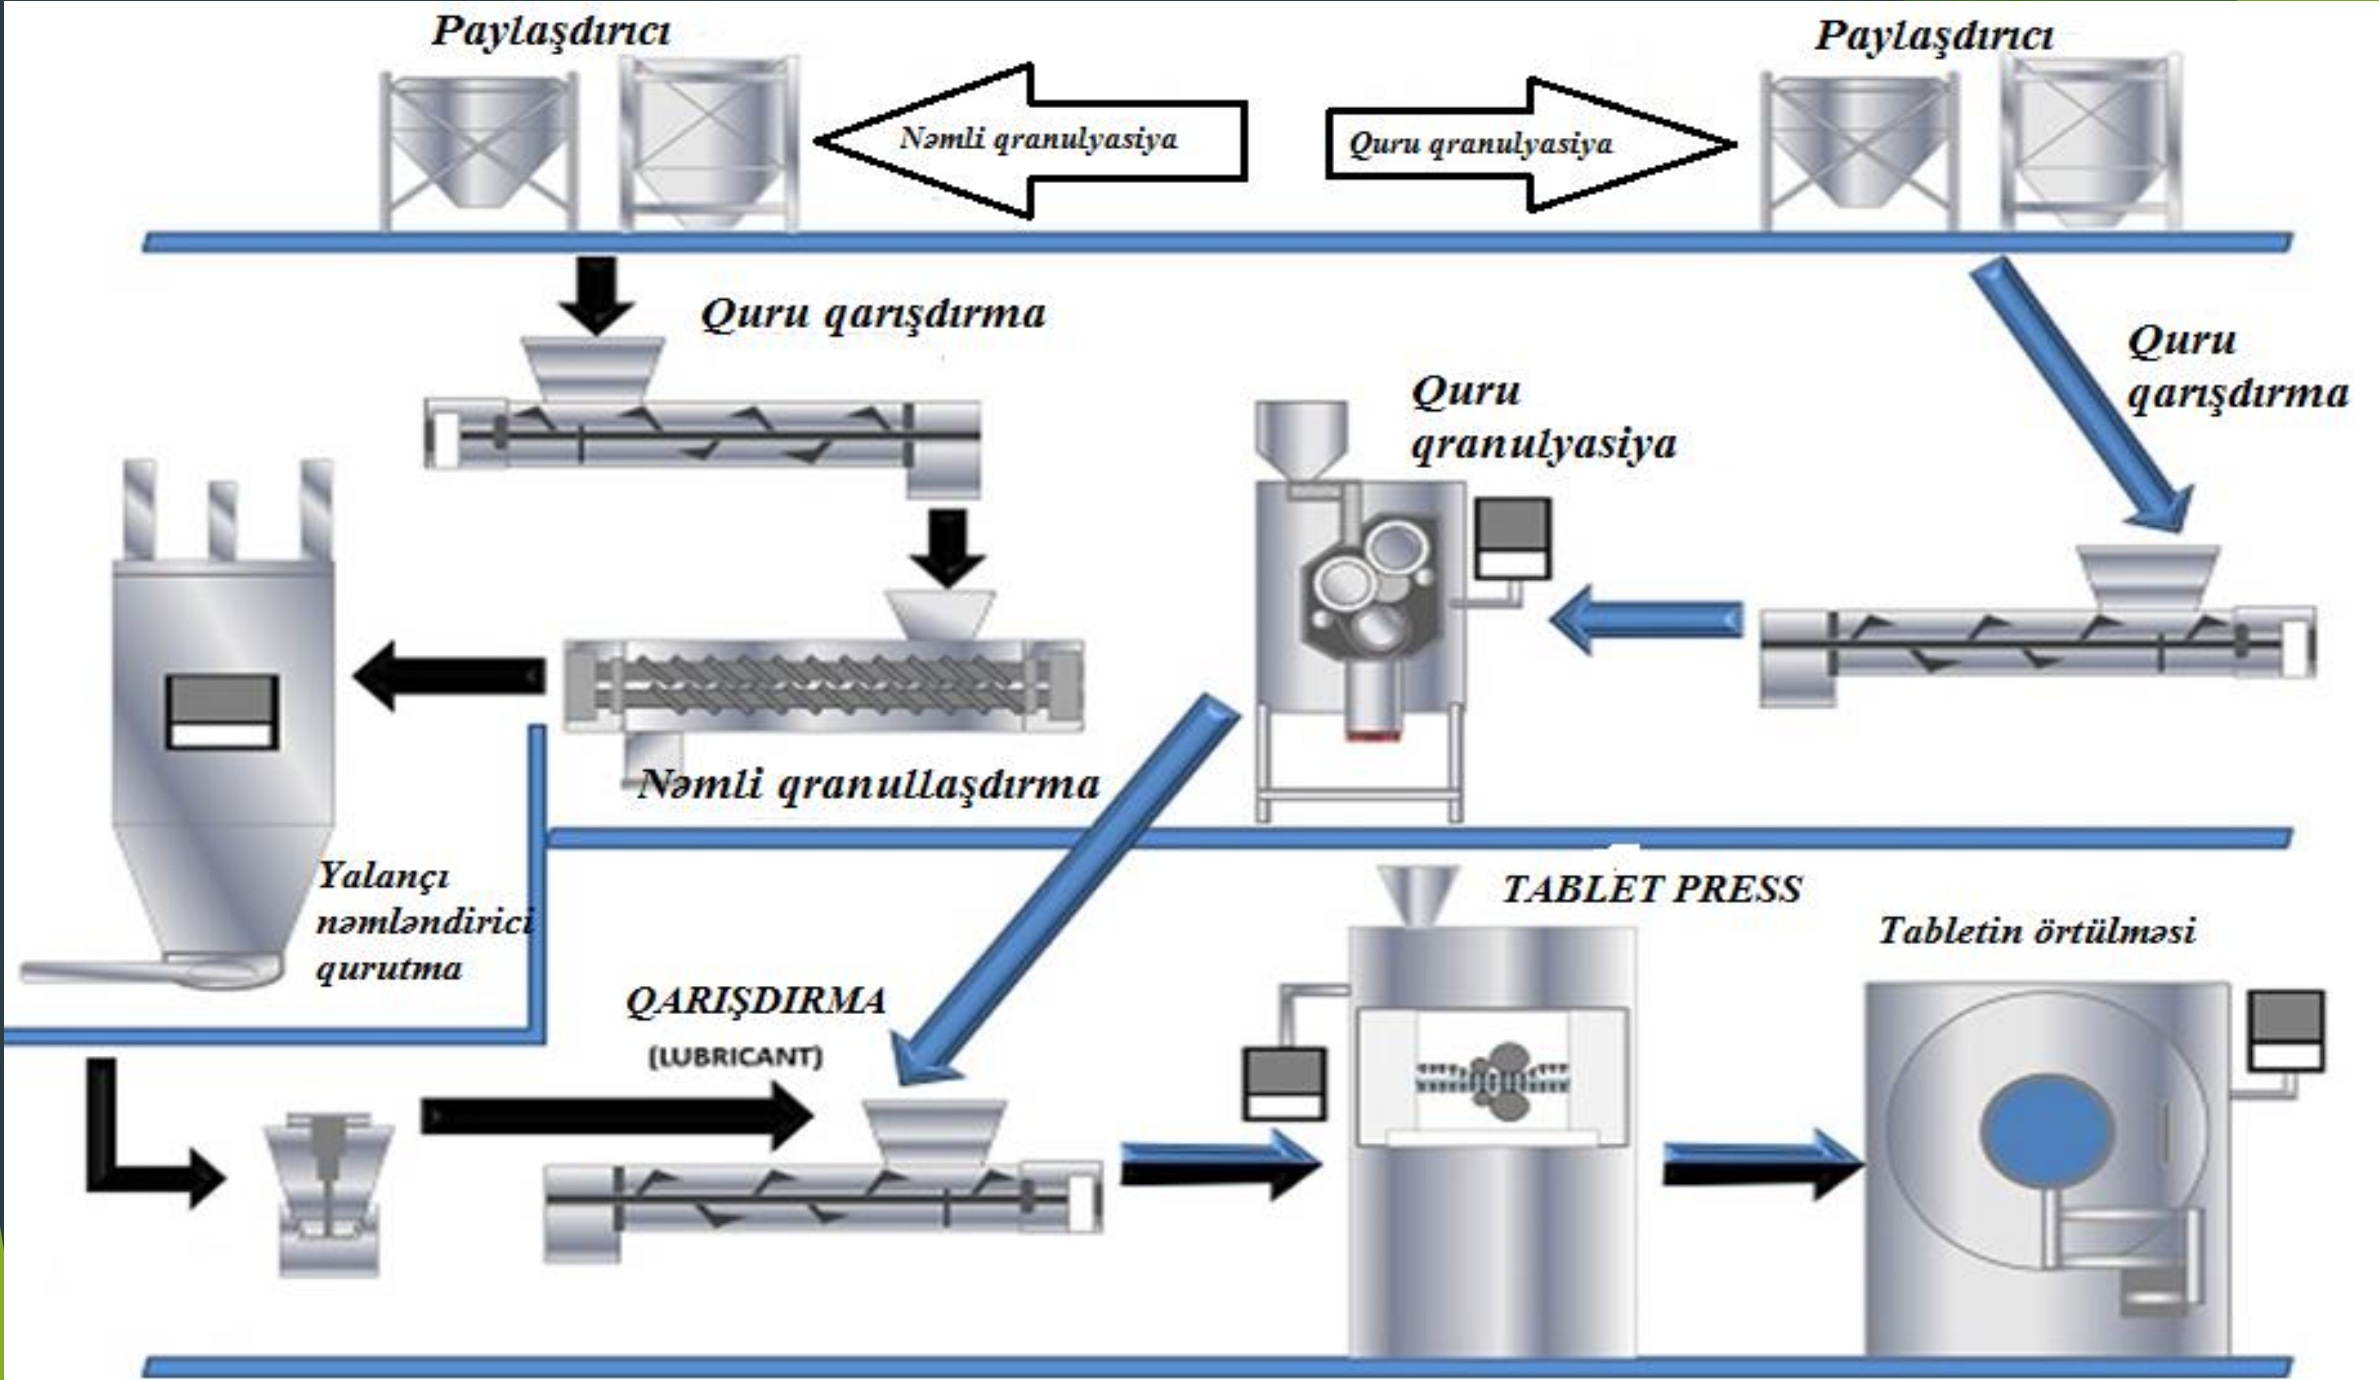 Paylaşdırıcı
Paylaşdırıcı
Nəmli qranulyasiya
Quru qranulyasiya
Quru qarışdırma
Quru
qarışdırma
Quru
qranulyasiya
Nəmli qranullaşdırma
Yalançı
nəmləndirici
qurutma
TABLET PRESS
Tabletin örtülməsi
QARIŞDIRMA
(LUBRICANT)